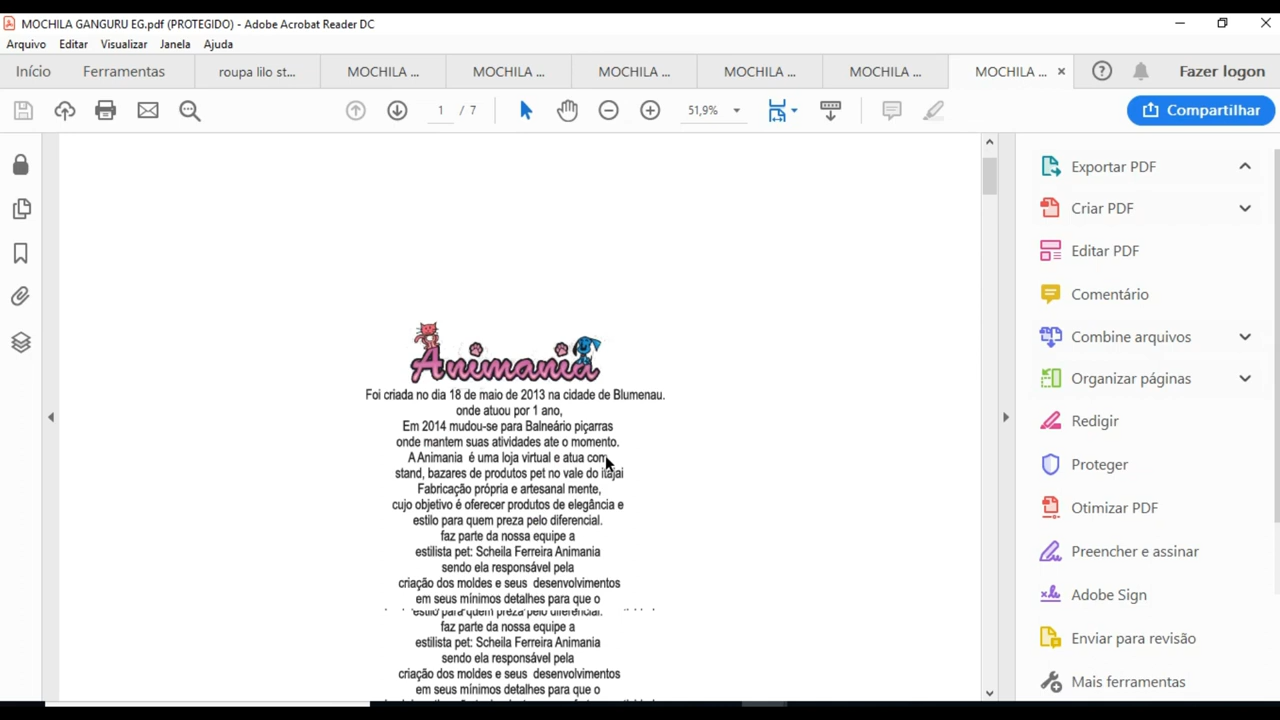 MOCHILA GANGURU EG.pdf (PROTEGIDO) - Adobe Acrobat Reader DC
Arquivo Editar Visualizar Janela Ajuda
Início Ferramentas roupa lilo st... MOCHILA ... MOCHILA ... MOCHILA ... MOCHILA ... MOCHILA ... MOCHILA ... Fazer logon
1 / 7 51,9% Compartilhar
Animania
Foi criada no dia 18 de maio de 2013 na cidade de Blumenau.
onde atuou por 1 ano,
Em 2014 mudou-se para Balneário piçarras
onde mantem suas atividades ate o momento.
A Animania é uma loja virtual e atua com
stand, bazares de produtos pet no vale do itajai
Fabricação própria e artesanal mente,
cujo objetivo é oferecer produtos de elegância e
estilo para quem preza pelo diferencial.
faz parte da nossa equipe a
estilista pet: Scheila Ferreira Animania
sendo ela responsável pela
criação dos moldes e seus desenvolvimentos
em seus mínimos detalhes para que o
estilo para quem preza pelo diferencial.
faz parte da nossa equipe a
estilista pet: Scheila Ferreira Animania
sendo ela responsável pela
criação dos moldes e seus desenvolvimentos
em seus mínimos detalhes para que o
Exportar PDF
Criar PDF
Editar PDF
Comentário
Combine arquivos
Organizar páginas
Redigir
Proteger
Otimizar PDF
Preencher e assinar
Adobe Sign
Enviar para revisão
Mais ferramentas